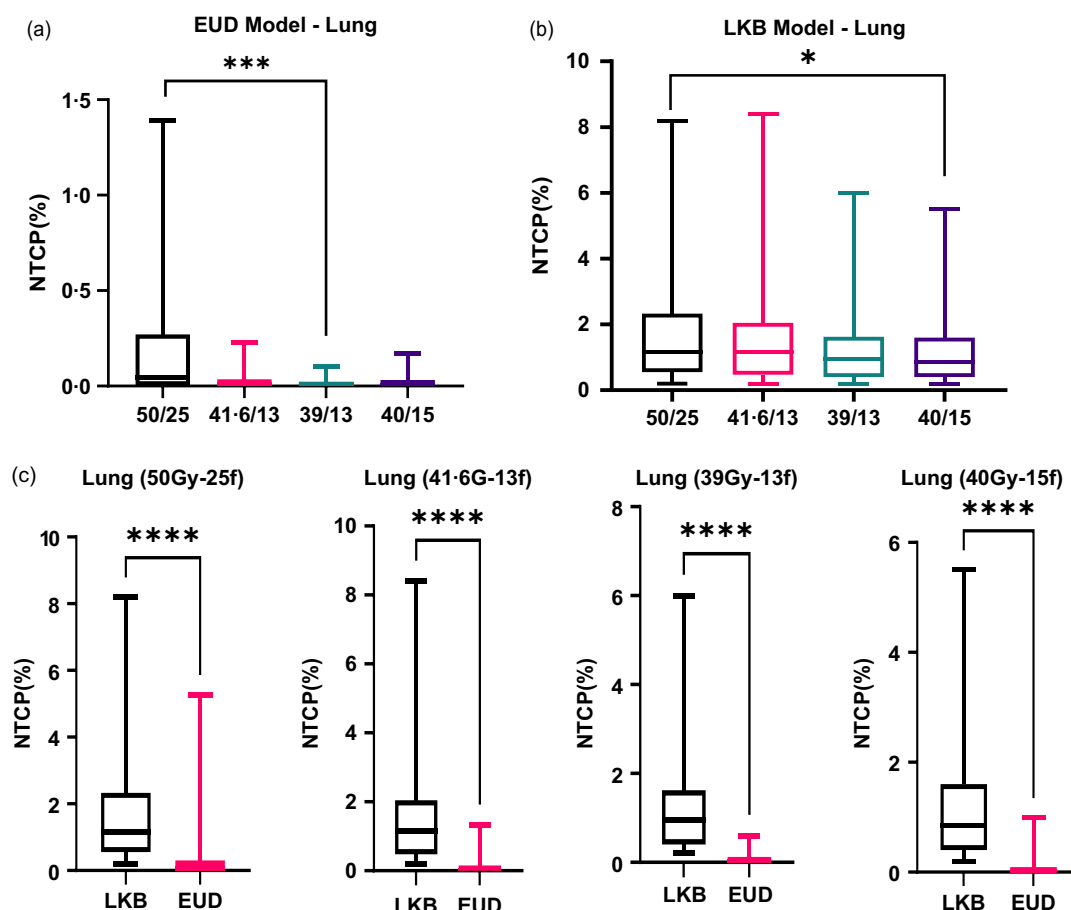 (a)
EUD Model - Lung
***
1·5
1·0
0·5
0·0
NTCP(%)
50/25 41·6/13 39/13 40/15
(b)
LKB Model - Lung
*
10
8
6
4
2
0
NTCP(%)
50/25 41·6/13 39/13 40/15
(c)
Lung (50Gy-25f)
****
10
8
6
4
2
0
NTCP(%)
LKB EUD
Lung (41·6G-13f)
****
10
8
6
4
2
0
NTCP(%)
LKB EUD
Lung (39Gy-13f)
****
8
6
4
2
0
NTCP(%)
LKB EUD
Lung (40Gy-15f)
****
6
4
2
0
NTCP(%)
LKB EUD